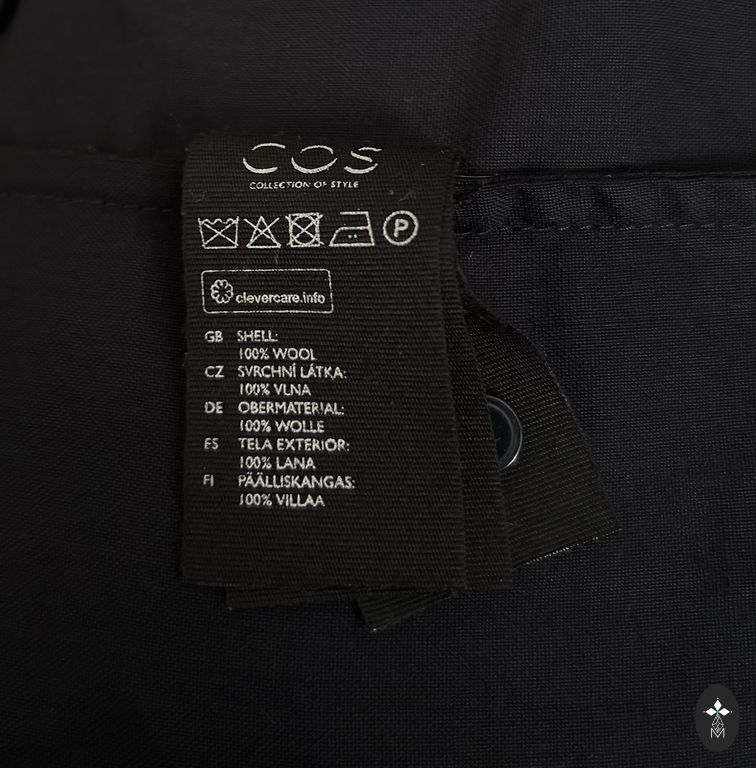 COS
COLLECTION OF STYLE
P
clevercare.info
GB SHELL:
100% WOOL
CZ SVRCHNÍ LÁTKA:
100% VLNA
DE OBERMATERIAL:
100% WOLLE
ES TELA EXTERIOR:
100% LANA
FI PÄÄLLISKANGAS:
100% VILLAA
M